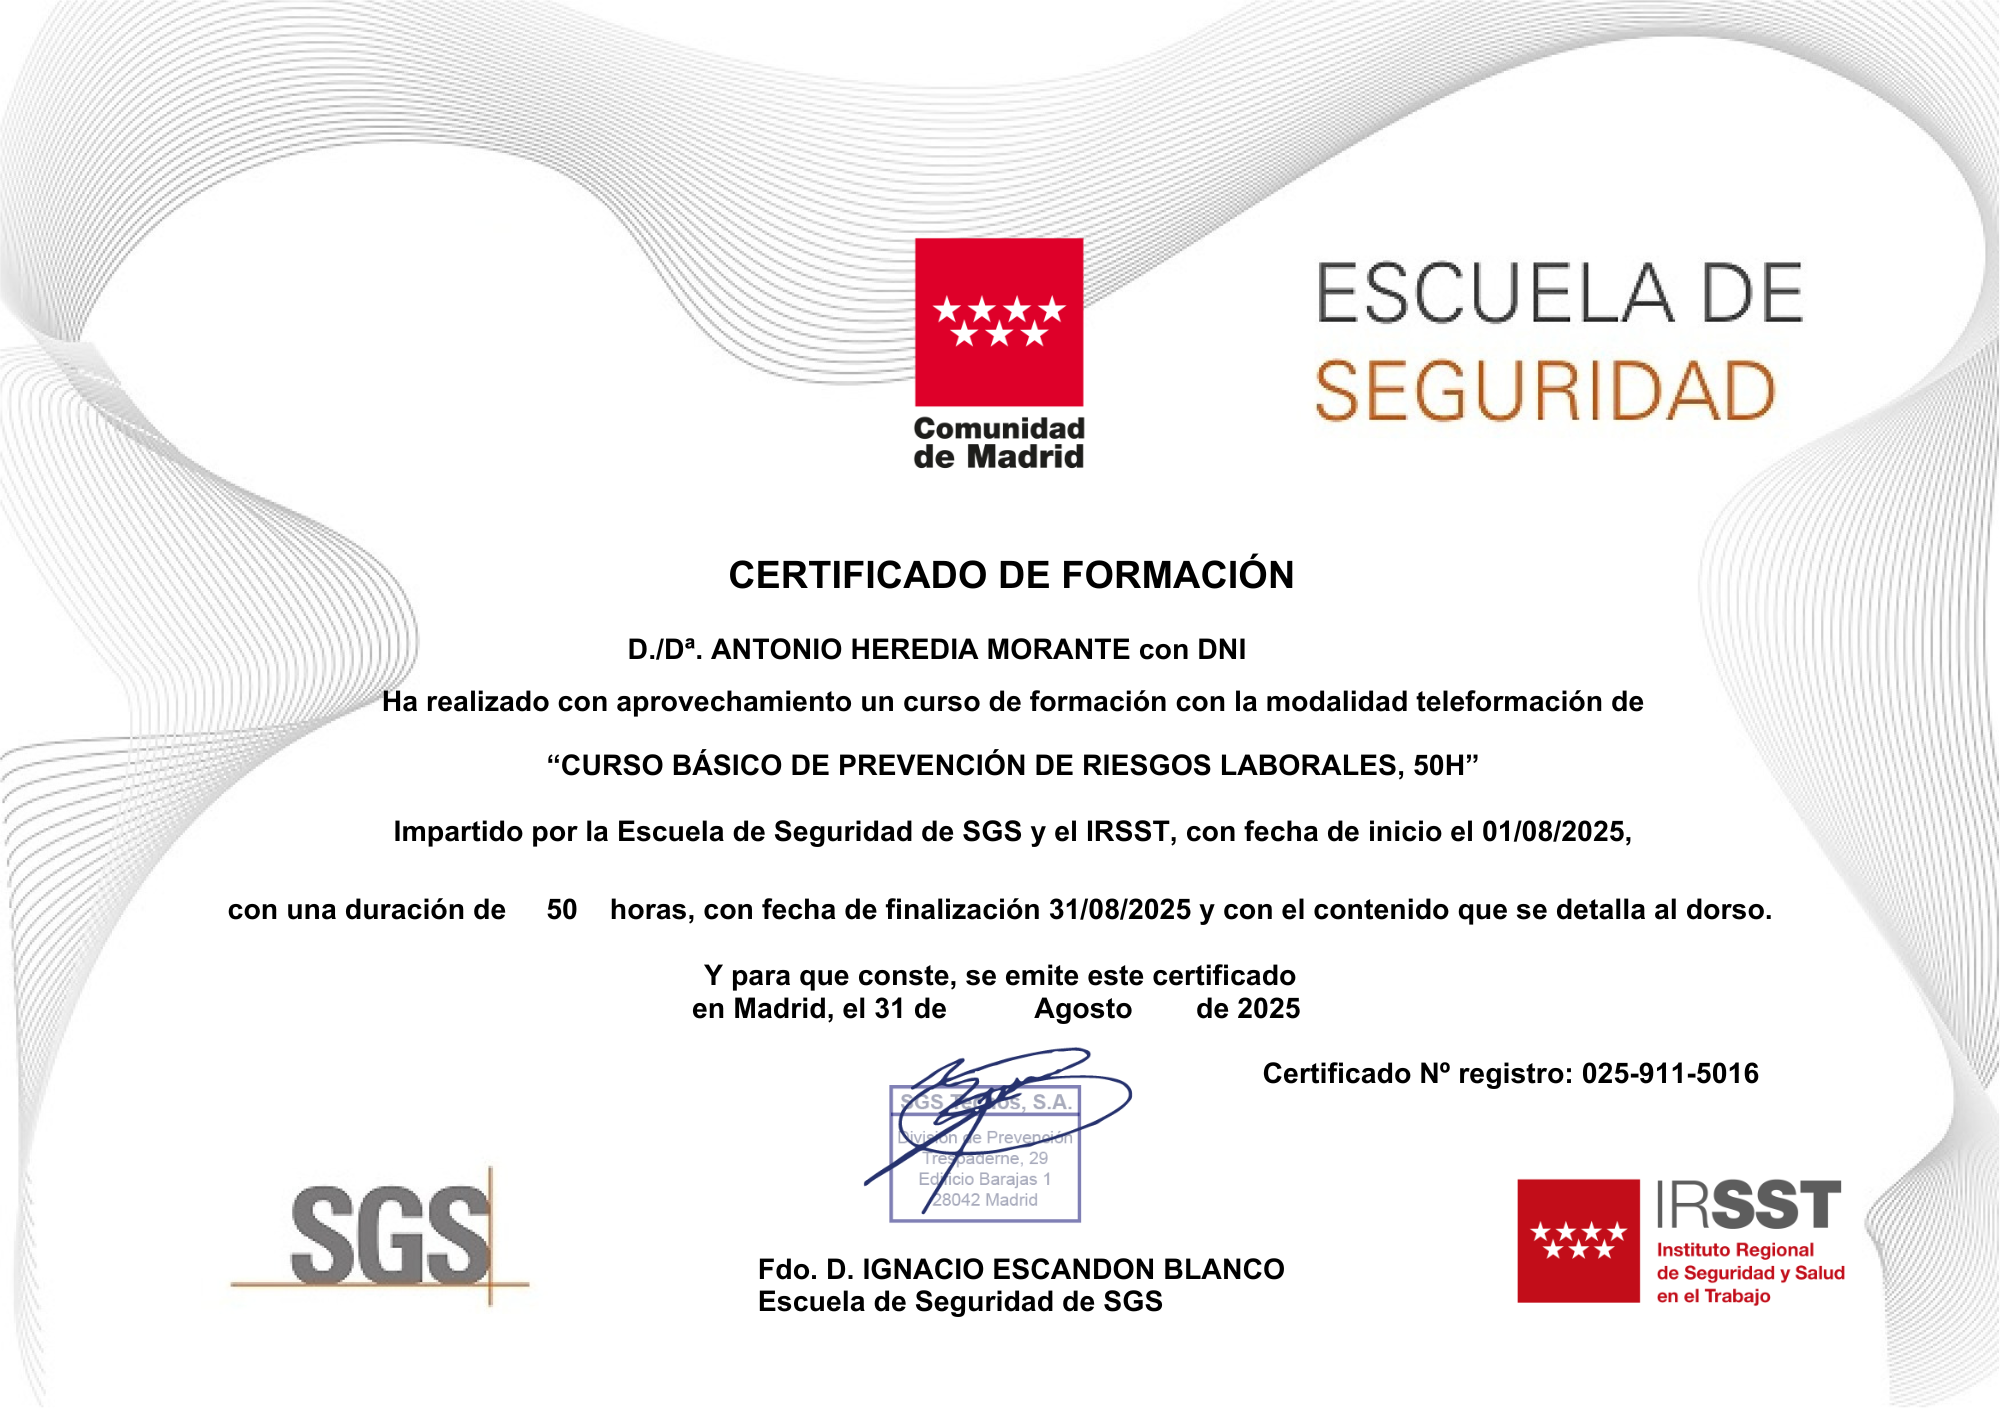 Comunidad
de Madrid
ESCUELA DE
SEGURIDAD
CERTIFICADO DE FORMACIÓN
D./Dª. ANTONIO HEREDIA MORANTE con DNI
Ha realizado con aprovechamiento un curso de formación con la modalidad teleformación de
“CURSO BÁSICO DE PREVENCIÓN DE RIESGOS LABORALES, 50H”
Impartido por la Escuela de Seguridad de SGS y el IRSST, con fecha de inicio el 01/08/2025,
con una duración de 50 horas, con fecha de finalización 31/08/2025 y con el contenido que se detalla al dorso.
Y para que conste, se emite este certificado
en Madrid, el 31 de Agosto de 2025
Certificado Nº registro: 025-911-5016
SGS Tecnos, S.A.
División de Prevención
Trespaderne, 29
Edificio Barajas 1
28042 Madrid
SGS
Fdo. D. IGNACIO ESCANDON BLANCO
Escuela de Seguridad de SGS
IRSST
Instituto Regional
de Seguridad y Salud
en el Trabajo